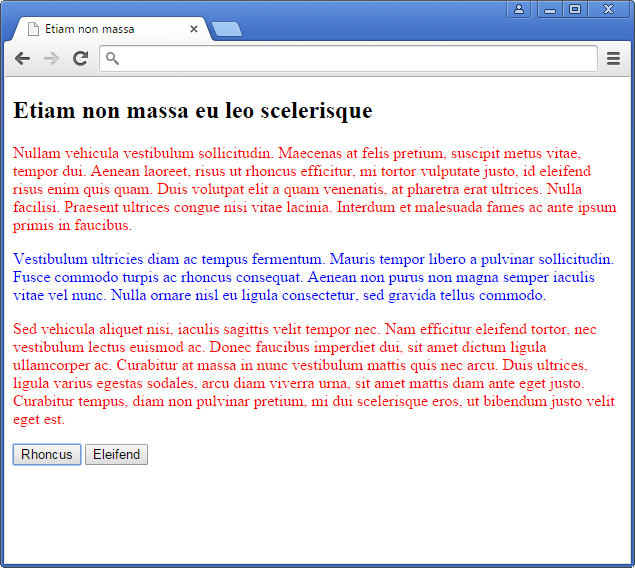 Etiam non massa
Etiam non massa eu leo scelerisque
Nullam vehicula vestibulum sollicitudin. Maecenas at felis pretium, suscipit metus vitae,
tempor dui. Aenean laoreet, risus ut rhoncus efficitur, mi tortor vulputate justo, id eleifend
risus enim quis quam. Duis volutpat elit a quam venenatis, at pharetra erat ultrices. Nulla
facilisi. Praesent ultrices congue nisi vitae lacinia. Interdum et malesuada fames ac ante ipsum
primis in faucibus.
Vestibulum ultricies diam ac tempus fermentum. Mauris tempor libero a pulvinar sollicitudin.
Fusce commodo turpis ac rhoncus consequat. Aenean non purus non magna semper iaculis
vitae vel nunc. Nulla ornare nisl eu ligula consectetur, sed gravida tellus commodo.
Sed vehicula aliquet nisi, iaculis sagittis velit tempor nec. Nam efficitur eleifend tortor, nec
vestibulum lectus euismod ac. Donec faucibus imperdiet dui, sit amet dictum ligula
ullamcorper ac. Curabitur at massa in nunc vestibulum mattis quis nec arcu. Duis ultrices,
ligula varius egestas sodales, arcu diam viverra urna, sit amet mattis diam ante eget justo.
Curabitur tempus, diam non pulvinar pretium, mi dui scelerisque eros, ut bibendum justo velit
eget est.
Rhoncus Eleifend